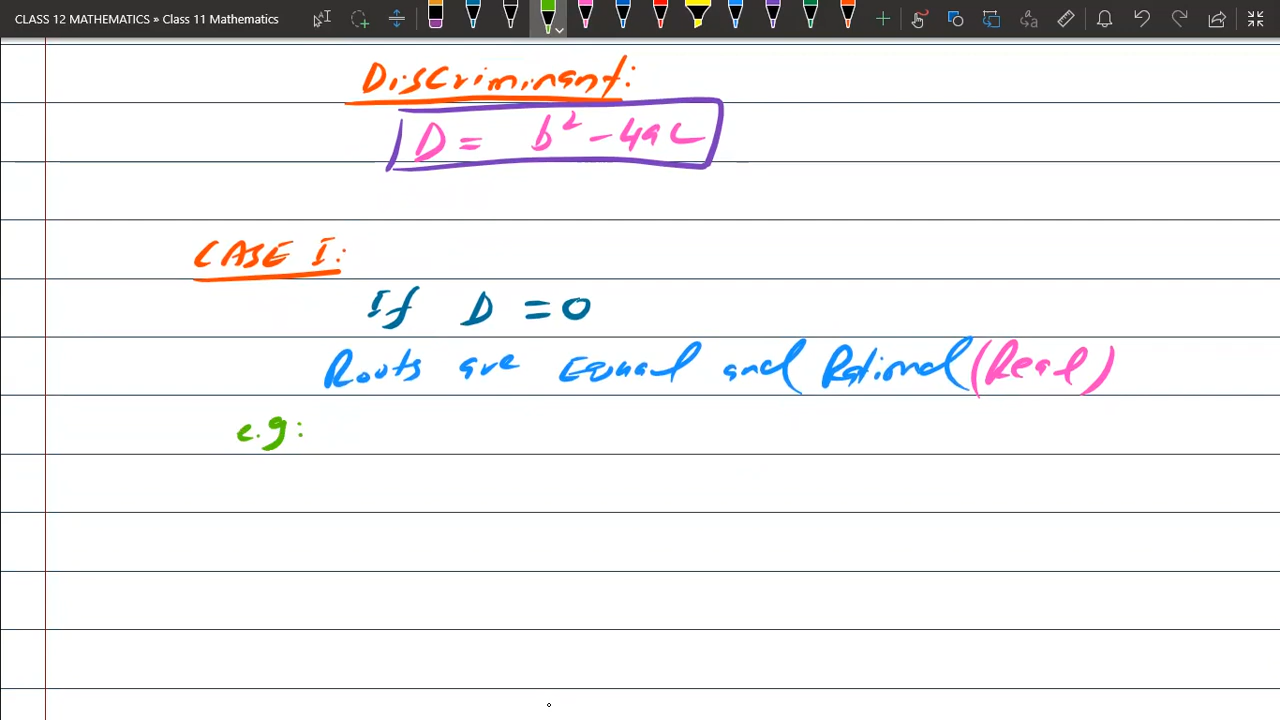 CLASS 12 MATHEMATICS » Class 11 Mathematics
Discriminant:
D = b² - 4ac
CASE I:
If D = 0
Roots are Equal and Rational (Real)
e.g: